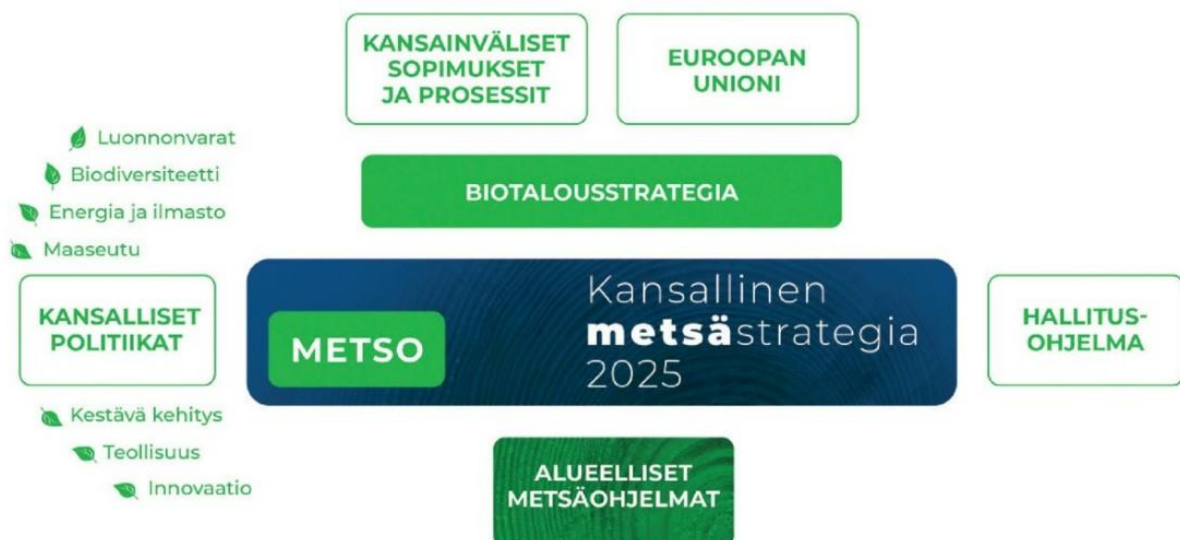 KANSAINVÄLISET
SOPIMUKSET
JA PROSESSIT
EUROOPAN
UNIONI
Luonnonvarat
Biodiversiteetti
Energia ja ilmasto
Maaseutu
BIOTALOUSSTRATEGIA
KANSALLISET
POLITIIKAT
METSO
Kansallinen
metsästrategia
2025
HALLITUS-
OHJELMA
Kestävä kehitys
Teollisuus
Innovaatio
ALUEELLISET
METSÄOHJELMAT